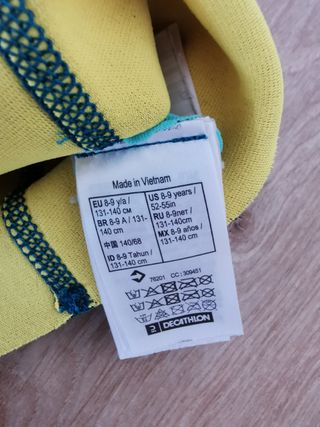 Made in Vietnam
EU 8-9 y/a /
131-140 см
BR 8-9 A / 131-
140 cm
中国 140/68
ID 8-9 Tahun /
131-140 cm
US 8-9 years /
52-55in
RU 8-9лет /
131-140cm
MX 8-9 años /
131-140 cm
76201 CC : 309451
DECATHLON